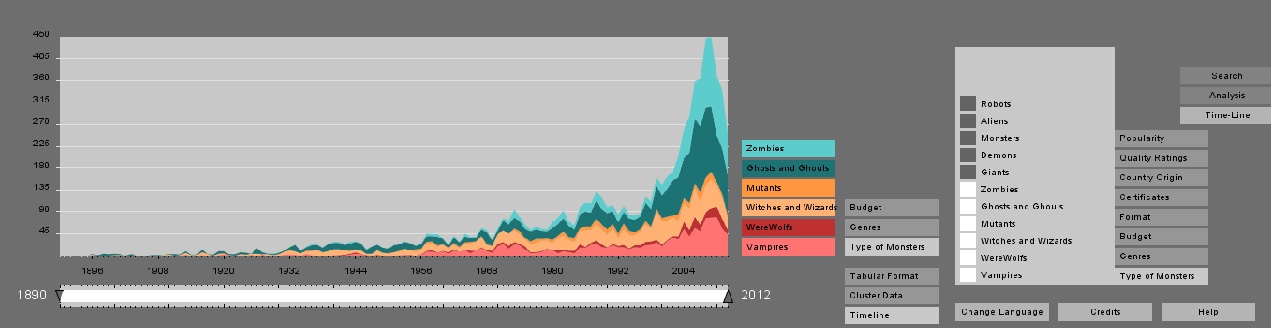 450
405
360
315
270
226
180
135
90
46
1896
1908
1920
1932
1944
1956
1968
1980
1992
2004
1890
2012
Zombies
Ghosts and Ghouls
Mutants
Witches and Wizards
WereWolfs
Vampires
Budget
Genres
Type of Monsters
Tabular Format
Cluster Data
Timeline
Robots
Aliens
Monsters
Demons
Giants
Zombies
Ghosts and Ghouls
Mutants
Witches and Wizards
WereWolfs
Vampires
Popularity
Quality Ratings
Country Origin
Certificates
Format
Budget
Genres
Type of Monsters
Search
Analysis
Time-Line
Change Language
Credits
Help